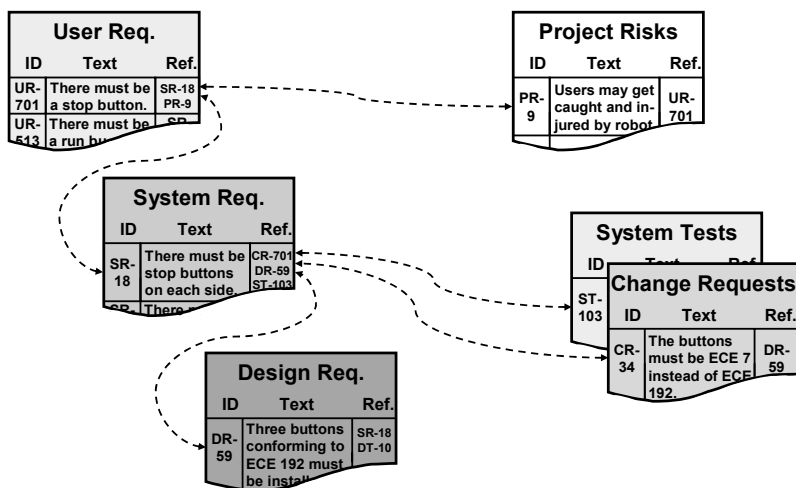 User Req.
ID Text Ref.
UR-
701
There must be
a stop button.
SR-18
PR-9
UR-
513
There must be
a run
Project Risks
ID Text Ref.
PR-
9
Users may get
caught and in-
jured by robot
UR-
701
System Req.
ID Text Ref.
SR-
18
There must be
stop buttons
on each side.
CR-701
DR-59
ST-103
SR-
There
System Tests
ID
ST-
103
Change Requests
ID Text Ref.
CR-
34
The buttons
must be ECE 7
instead of ECE
192.
DR-
59
Design Req.
ID Text Ref.
DR-
59
Three buttons
conforming to
ECE 192 must
be
SR-18
DT-10